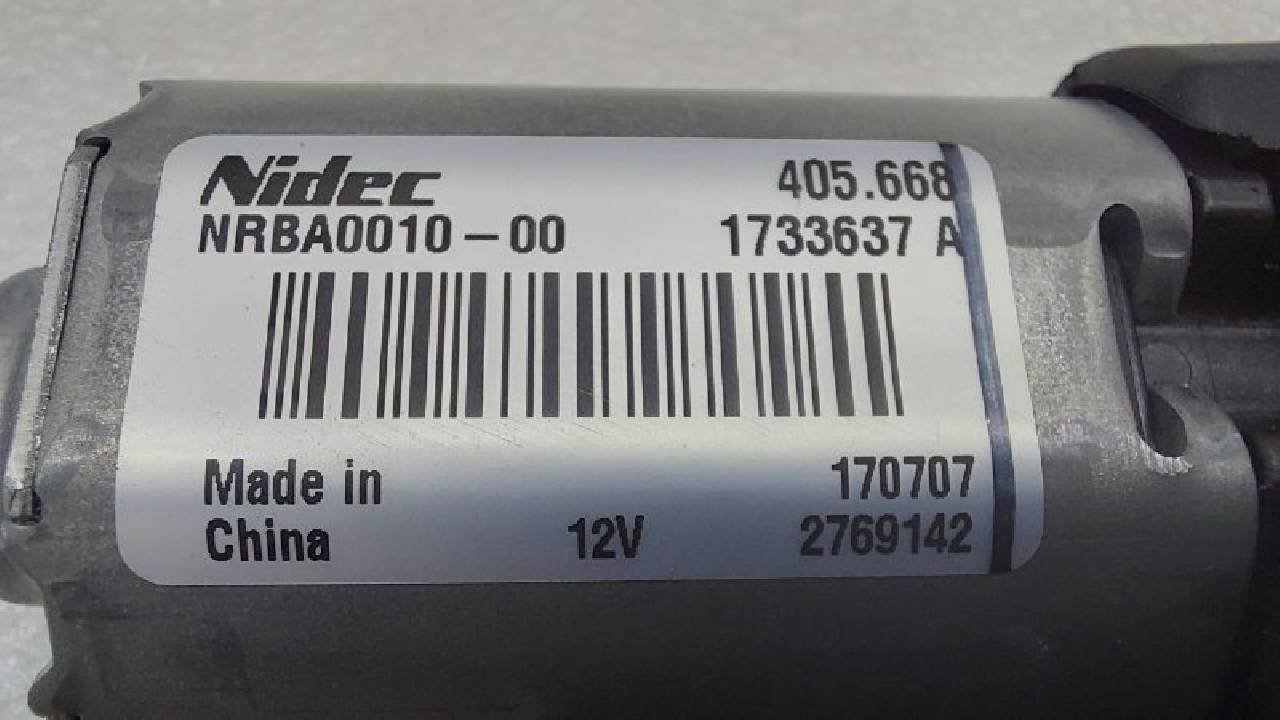 Nidec 405.668
NRBA0010-00 1733637 A
Made in 170707
China 12V 2769142